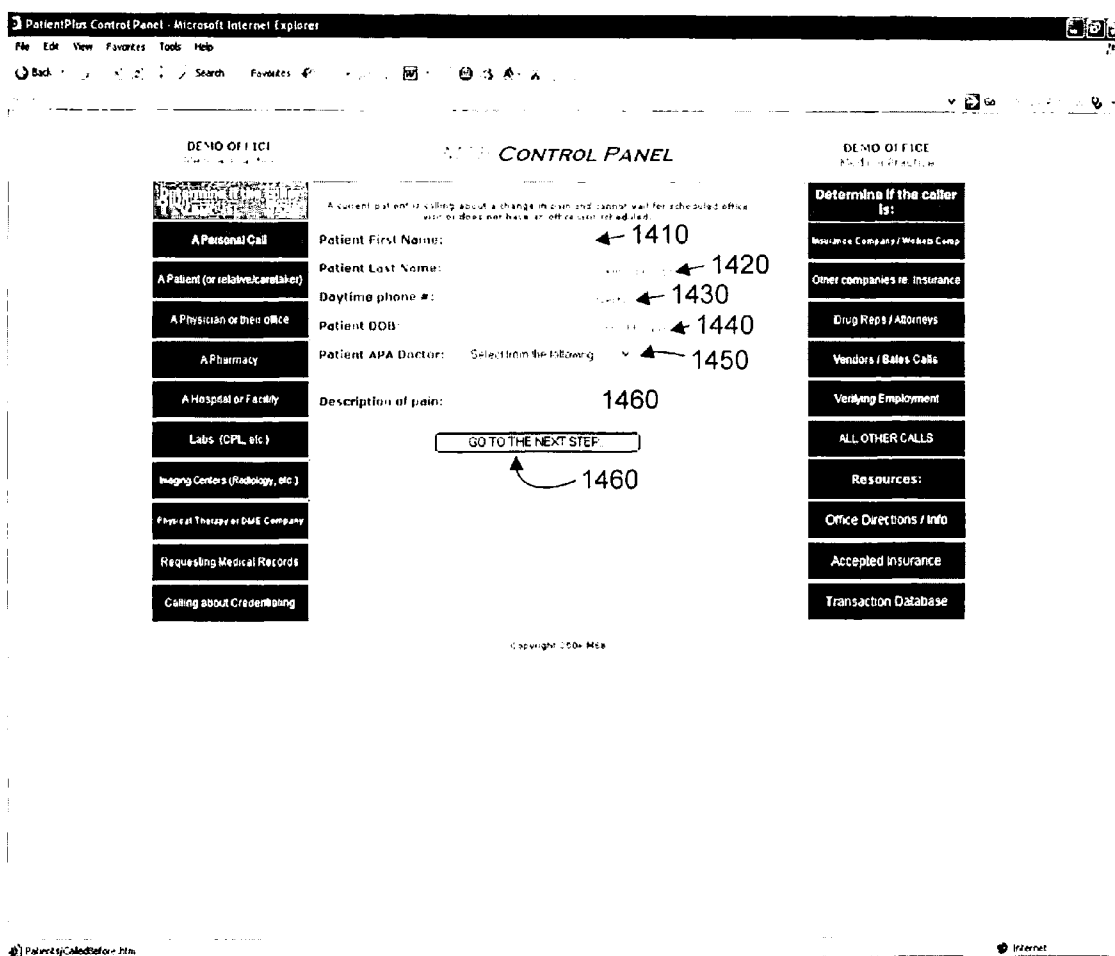 PatientPlus Control Panel - Microsoft Internet Explorer
File Edit View Favorites Tools Help
Back Search Favorites
Go
DEMO OFFICE
CONTROL PANEL
DEMO OFFICE
A Personal Call
A Patient (or relative/caretaker)
A Physician or their office
A Pharmacy
A Hospital or Facility
Labs (CPL, etc)
Imaging Centers (Radiology, etc.)
Physical Therapy or DME Company
Requesting Medical Records
Calling about Credentialing
A current patient is calling about a change in pain and cannot wait for scheduled office
visit or does not have an office visit scheduled.
Patient First Name: 1410
Patient Last Name: 1420
Daytime phone #: 1430
Patient DOB: 1440
Patient APA Doctor: Select from the following 1450
Description of pain: 1460
GO TO THE NEXT STEP...
1460
Determine if the caller
is:
Insurance Company / Workers Comp
Other companies re. Insurance
Drug Reps / Attorneys
Vendors / Sales Calls
Verifying Employment
ALL OTHER CALLS
Resources:
Office Directions / Info
Accepted Insurance
Transaction Database
Copyright
Internet